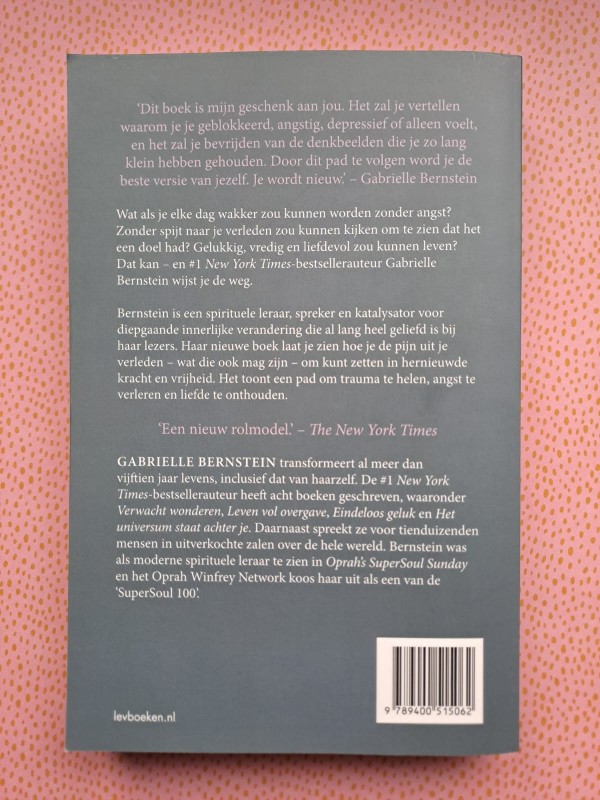 ‘Dit boek is mijn geschenk aan jou. Het zal je vertellen
waarom je je geblokkeerd, angstig, depressief of alleen voelt,
en het zal je bevrijden van de denkbeelden die je zo lang
klein hebben gehouden. Door dit pad te volgen word je de
beste versie van jezelf. Je wordt nieuw.’ – Gabrielle Bernstein
Wat als je elke dag wakker zou kunnen worden zonder angst?
Zonder spijt naar je verleden zou kunnen kijken om te zien dat het
een doel had? Gelukkig, vredig en liefdevol zou kunnen leven?
Dat kan – en #1 New York Times-bestsellerauteur Gabrielle
Bernstein wijst je de weg.
Bernstein is een spirituele leraar, spreker en katalysator voor
diepgaande innerlijke verandering die al lang heel geliefd is bij
haar lezers. Haar nieuwe boek laat je zien hoe je de pijn uit je
verleden – wat die ook mag zijn – om kunt zetten in hernieuwde
kracht en vrijheid. Het toont een pad om trauma te helen, angst te
verleren en liefde te onthouden.
‘Een nieuw rolmodel.’ – The New York Times
GABRIELLE BERNSTEIN transformeert al meer dan
vijftien jaar levens, inclusief dat van haarzelf. De #1 New York
Times-bestsellerauteur heeft acht boeken geschreven, waaronder
Verwacht wonderen, Leven vol overgave, Eindeloos geluk en Het
universum staat achter je. Daarnaast spreekt ze voor tienduizenden
mensen in uitverkochte zalen over de hele wereld. Bernstein was
als moderne spirituele leraar te zien in Oprah’s SuperSoul Sunday
en het Oprah Winfrey Network koos haar uit als een van de
‘SuperSoul 100’.
levboeken.nl
9 789400 515062